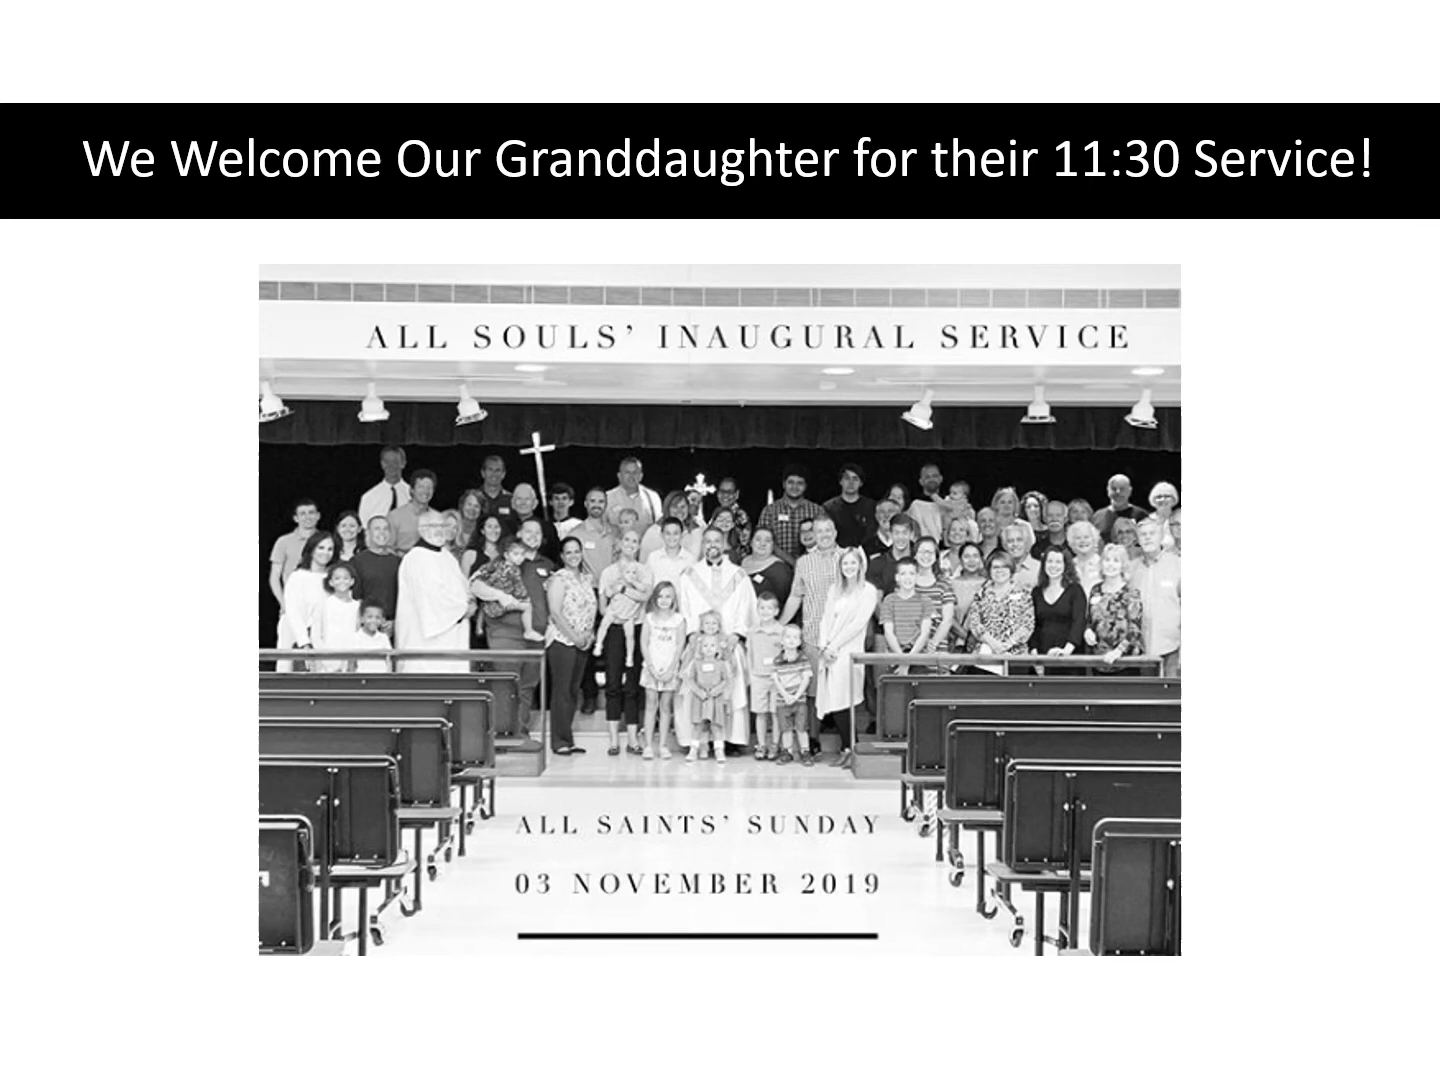 We Welcome Our Granddaughter for their 11:30 Service!
ALL SOULS’ INAUGURAL SERVICE
ALL SAINTS’ SUNDAY
03 NOVEMBER 2019